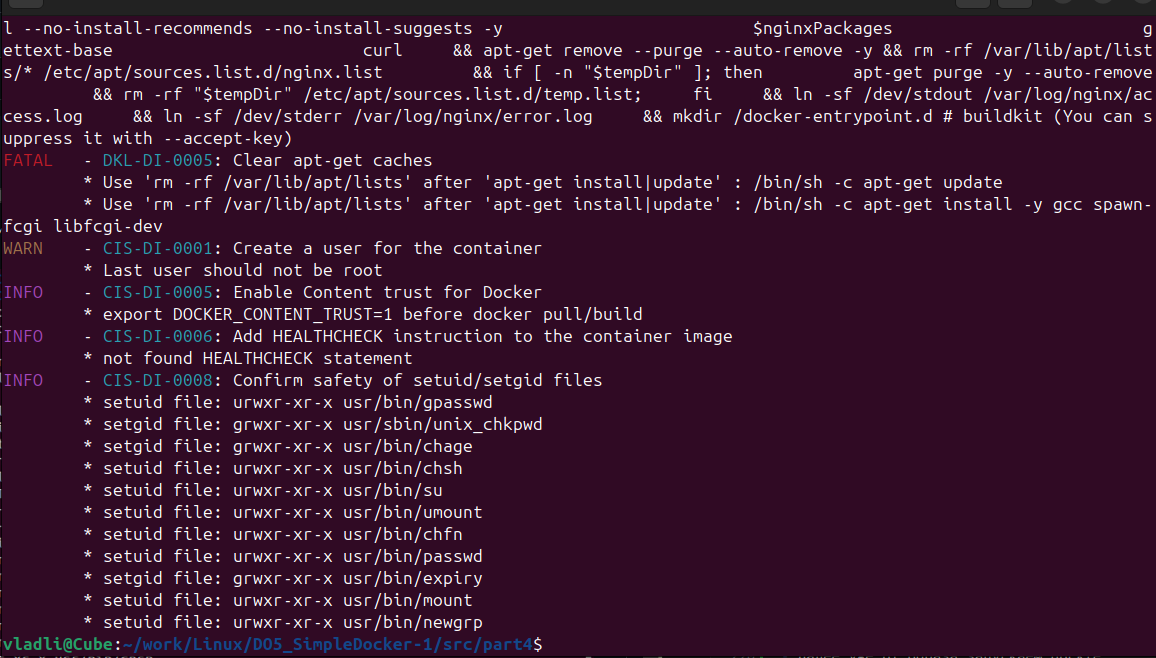 l --no-install-recommends --no-install-suggests -y                         $nginxPackages                         g
ettext-base                         curl     && apt-get remove --purge --auto-remove -y && rm -rf /var/lib/apt/list
s/* /etc/apt/sources.list.d/nginx.list         && if [ -n "$tempDir" ]; then         apt-get purge -y --auto-remove
         && rm -rf "$tempDir" /etc/apt/sources.list.d/temp.list;     fi     && ln -sf /dev/stdout /var/log/nginx/ac
cess.log     && ln -sf /dev/stderr /var/log/nginx/error.log     && mkdir /docker-entrypoint.d # buildkit (You can s
uppress it with --accept-key)
FATAL   - DKL-DI-0005: Clear apt-get caches
        * Use 'rm -rf /var/lib/apt/lists' after 'apt-get install|update' : /bin/sh -c apt-get update
        * Use 'rm -rf /var/lib/apt/lists' after 'apt-get install|update' : /bin/sh -c apt-get install -y gcc spawn-
fcgi libfcgi-dev
WARN    - CIS-DI-0001: Create a user for the container
        * Last user should not be root
INFO    - CIS-DI-0005: Enable Content trust for Docker
        * export DOCKER_CONTENT_TRUST=1 before docker pull/build
INFO    - CIS-DI-0006: Add HEALTHCHECK instruction to the container image
        * not found HEALTHCHECK statement
INFO    - CIS-DI-0008: Confirm safety of setuid/setgid files
        * setuid file: urwxr-xr-x usr/bin/gpasswd
        * setgid file: grwxr-xr-x usr/sbin/unix_chkpwd
        * setgid file: grwxr-xr-x usr/bin/chage
        * setuid file: urwxr-xr-x usr/bin/chsh
        * setuid file: urwxr-xr-x usr/bin/su
        * setuid file: urwxr-xr-x usr/bin/umount
        * setuid file: urwxr-xr-x usr/bin/chfn
        * setuid file: urwxr-xr-x usr/bin/passwd
        * setgid file: grwxr-xr-x usr/bin/expiry
        * setuid file: urwxr-xr-x usr/bin/mount
        * setuid file: urwxr-xr-x usr/bin/newgrp
vladli@Cube:~/work/Linux/DO5_SimpleDocker-1/src/part4$